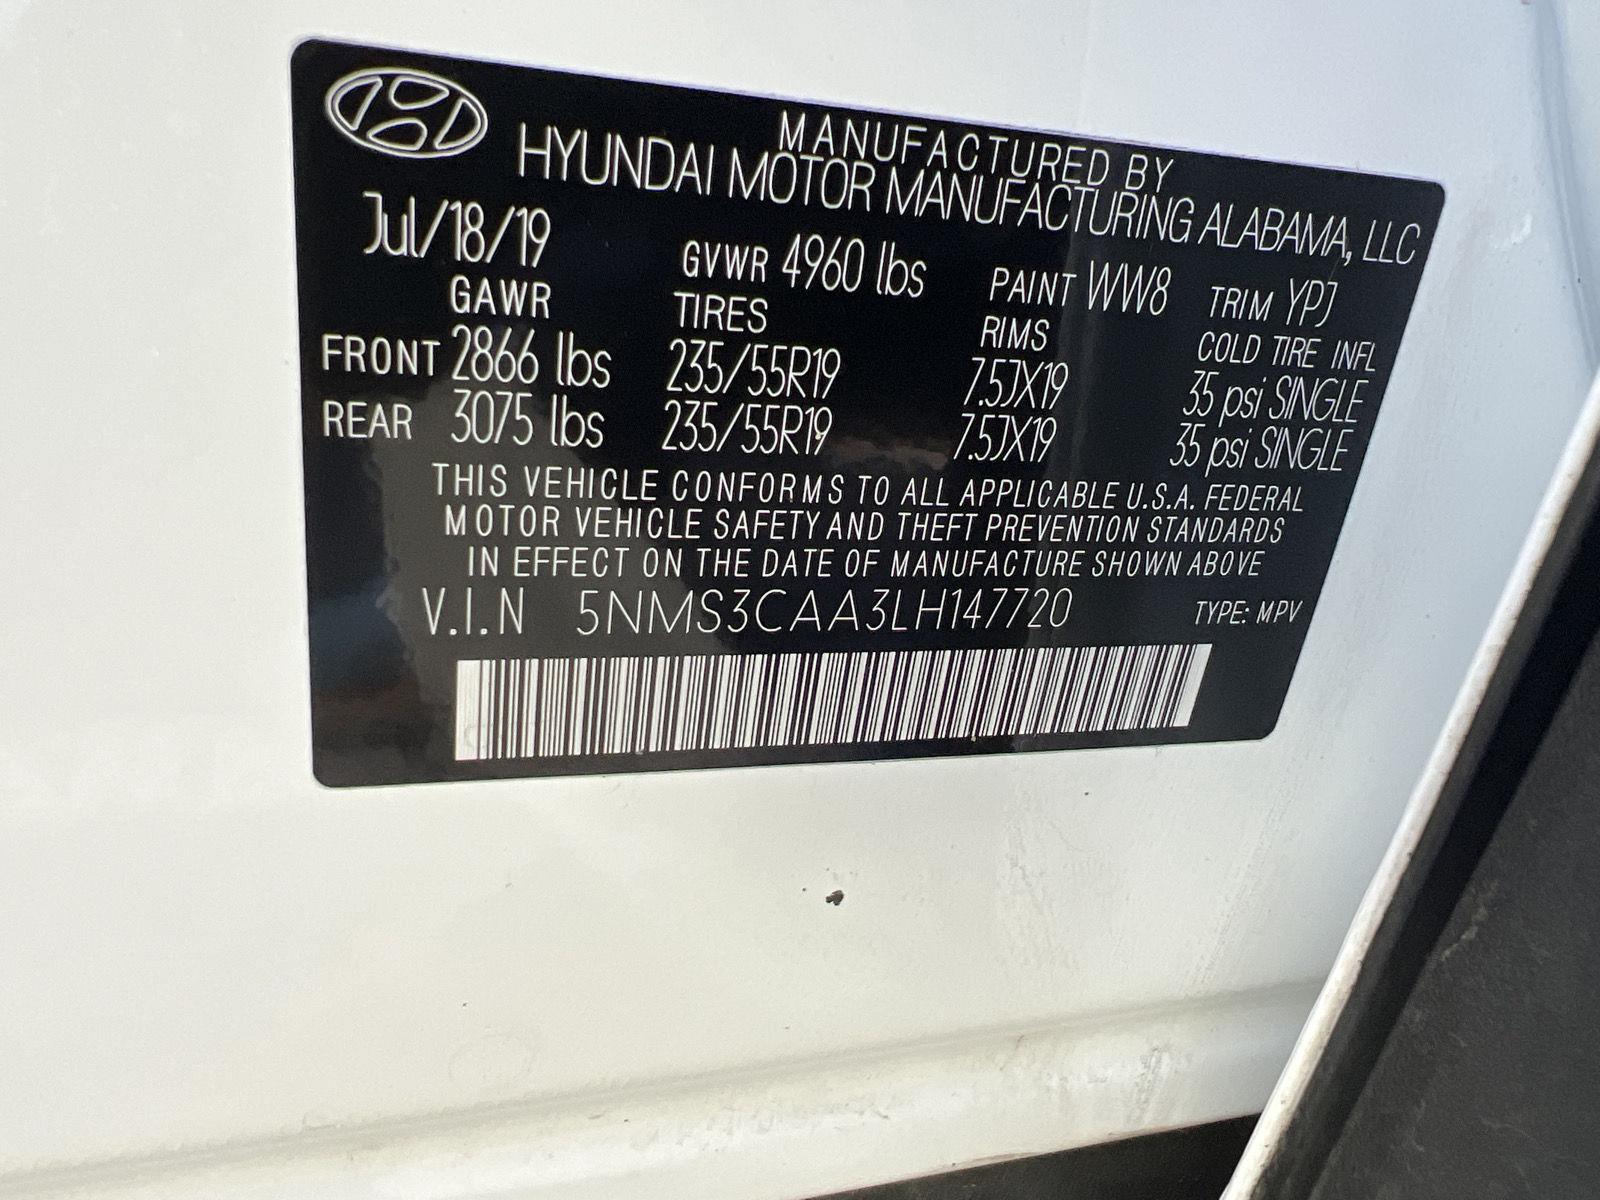 MANUFACTURED BY
HYUNDAI MOTOR MANUFACTURING ALABAMA, LLC
Jul/18/19 GVWR 4960 lbs PAINT WW8 TRIM YPJ
GAWR TIRES RIMS COLD TIRE INFL
FRONT 2866 lbs 235/55R19 7.5JX19 35 psi SINGLE
REAR 3075 lbs 235/55R19 7.5JX19 35 psi SINGLE
THIS VEHICLE CONFORMS TO ALL APPLICABLE U.S.A. FEDERAL
MOTOR VEHICLE SAFETY AND THEFT PREVENTION STANDARDS
IN EFFECT ON THE DATE OF MANUFACTURE SHOWN ABOVE
V.I.N 5NMS3CAA3LH147720 TYPE: MPV